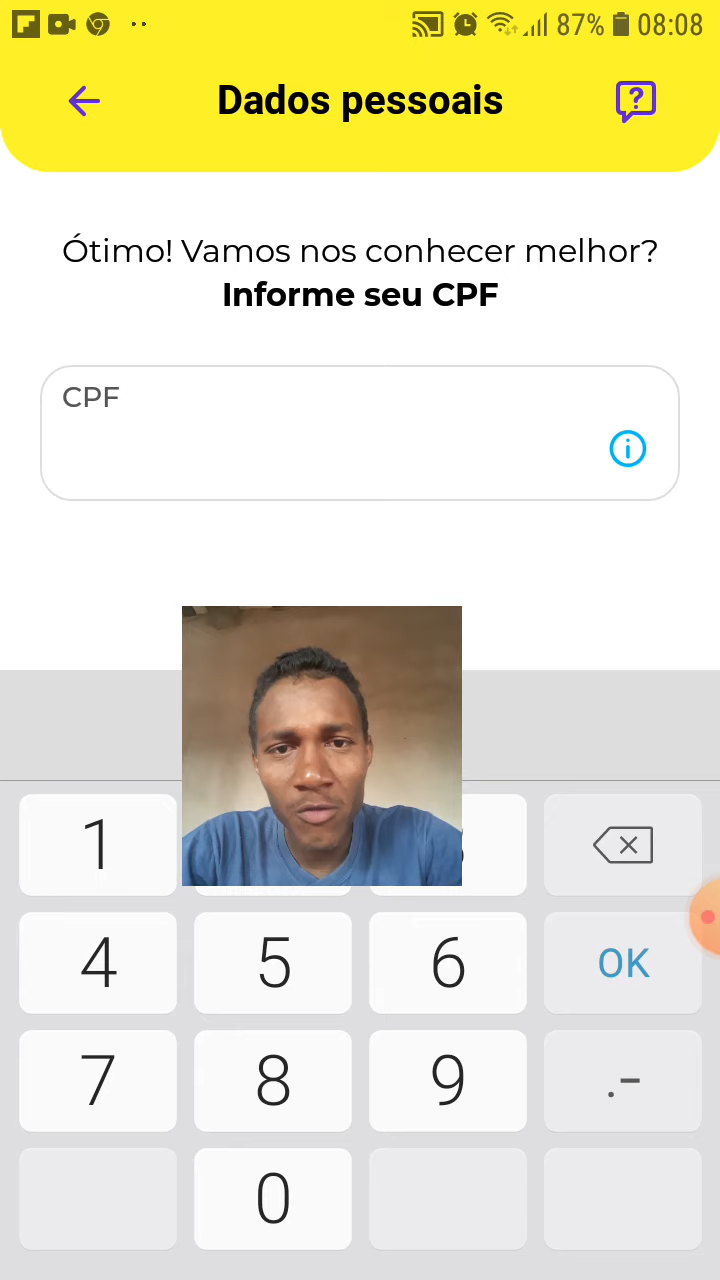 87% 08:08
Dados pessoais
?
Ótimo! Vamos nos conhecer melhor?
Informe seu CPF
CPF
1
4 5 6 OK
7 8 9 .-
0